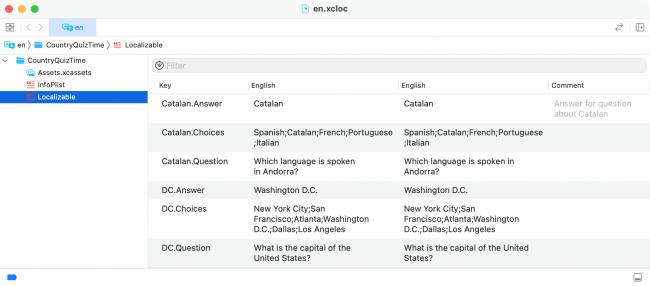 en.xcloc
en
en
CountryQuizTime
Localizable
CountryQuizTime
Assets.xcassets
InfoPlist
Localizable
Filter
Key English English Comment
Catalan.Answer Catalan Catalan Answer for question
about Catalan
Catalan.Choices Spanish;Catalan;French;Portuguese Spanish;Catalan;French;Portuguese
;Italian ;Italian
Catalan.Question Which language is spoken Which language is spoken
in Andorra? in Andorra?
DC.Answer Washington D.C. Washington D.C.
DC.Choices New York City;San New York City;San
Francisco;Atlanta;Washington Francisco;Atlanta;Washington
D.C.;Dallas;Los Angeles D.C.;Dallas;Los Angeles
DC.Question What is the capital of the What is the capital of the
United States? United States?